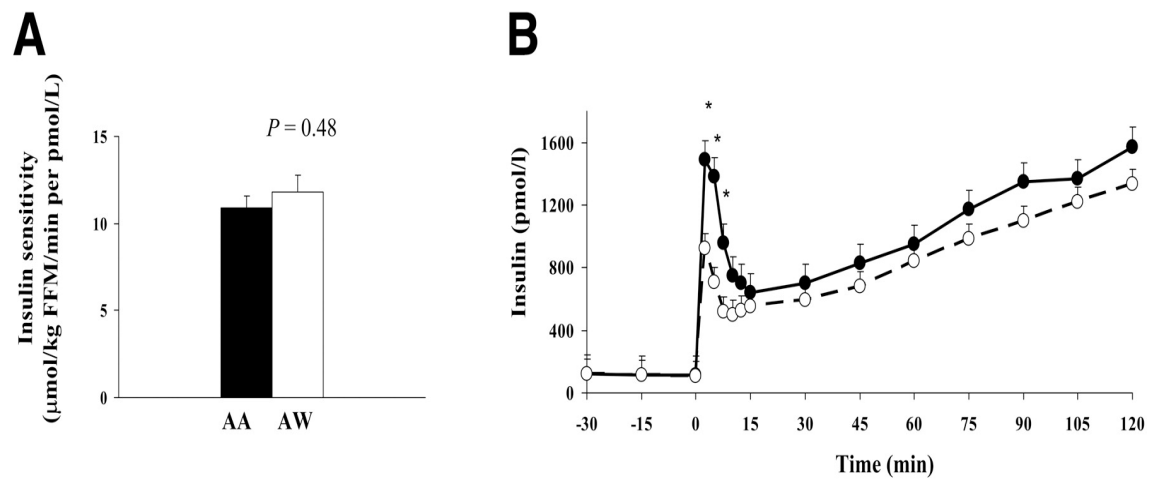 A
Insulin sensitivity
(μmol/kg FFM/min per pmol/L)
15
10
5
0
P = 0.48
AA AW
B
Insulin (pmol/l)
1600
1200
800
400
0
*
*
*
-30 -15 0 15 30 45 60 75 90 105 120
Time (min)